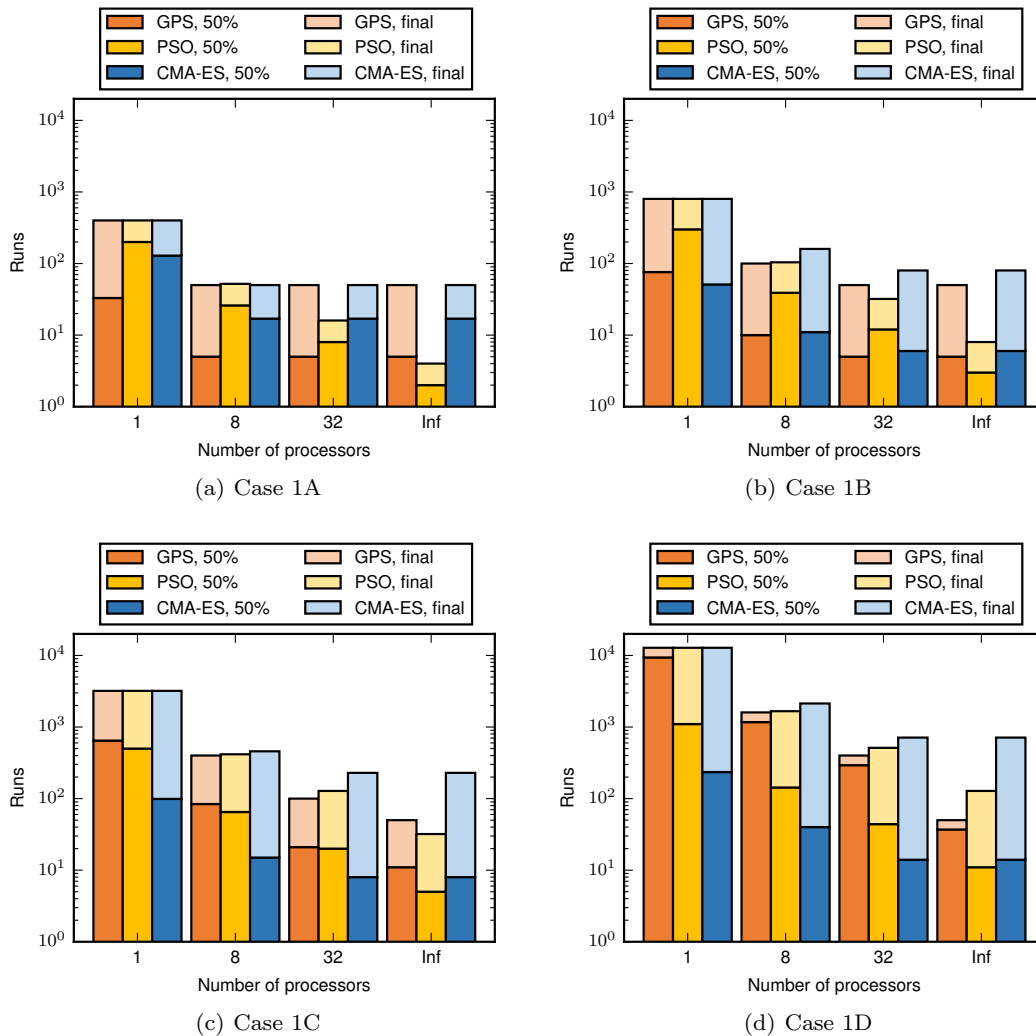 GPS, 50% GPS, final
PSO, 50% PSO, final
CMA-ES, 50% CMA-ES, final
10^4
10^3
10^2
10^1
10^0
Runs
1 8 32 Inf
Number of processors
(a) Case 1A
GPS, 50% GPS, final
PSO, 50% PSO, final
CMA-ES, 50% CMA-ES, final
10^4
10^3
10^2
10^1
10^0
Runs
1 8 32 Inf
Number of processors
(b) Case 1B
GPS, 50% GPS, final
PSO, 50% PSO, final
CMA-ES, 50% CMA-ES, final
10^4
10^3
10^2
10^1
10^0
Runs
1 8 32 Inf
Number of processors
(c) Case 1C
GPS, 50% GPS, final
PSO, 50% PSO, final
CMA-ES, 50% CMA-ES, final
10^4
10^3
10^2
10^1
10^0
Runs
1 8 32 Inf
Number of processors
(d) Case 1D